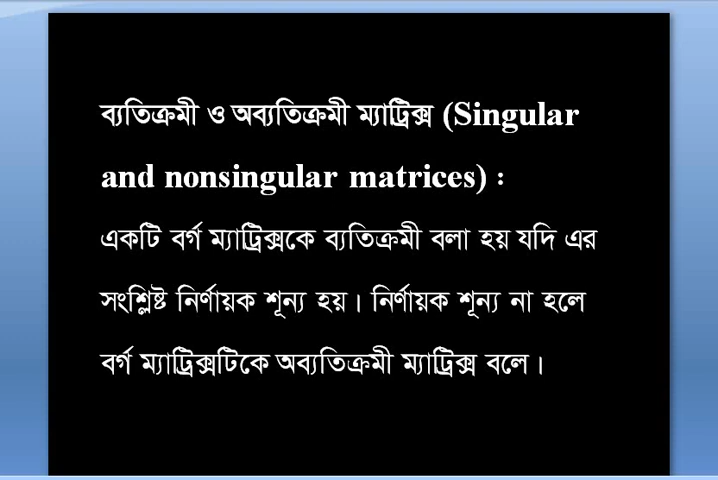 ব্যতিক্রমী ও অব্যতিক্রমী ম্যাট্রিক্স (Singular
and nonsingular matrices) :
একটি বর্গ ম্যাট্রিক্সকে ব্যতিক্রমী বলা হয় যদি এর
সংশ্লিষ্ট নির্ণায়ক শূন্য হয়। নির্ণায়ক শূন্য না হলে
বর্গ ম্যাট্রিক্সটিকে অব্যতিক্রমী ম্যাট্রিক্স বলে।